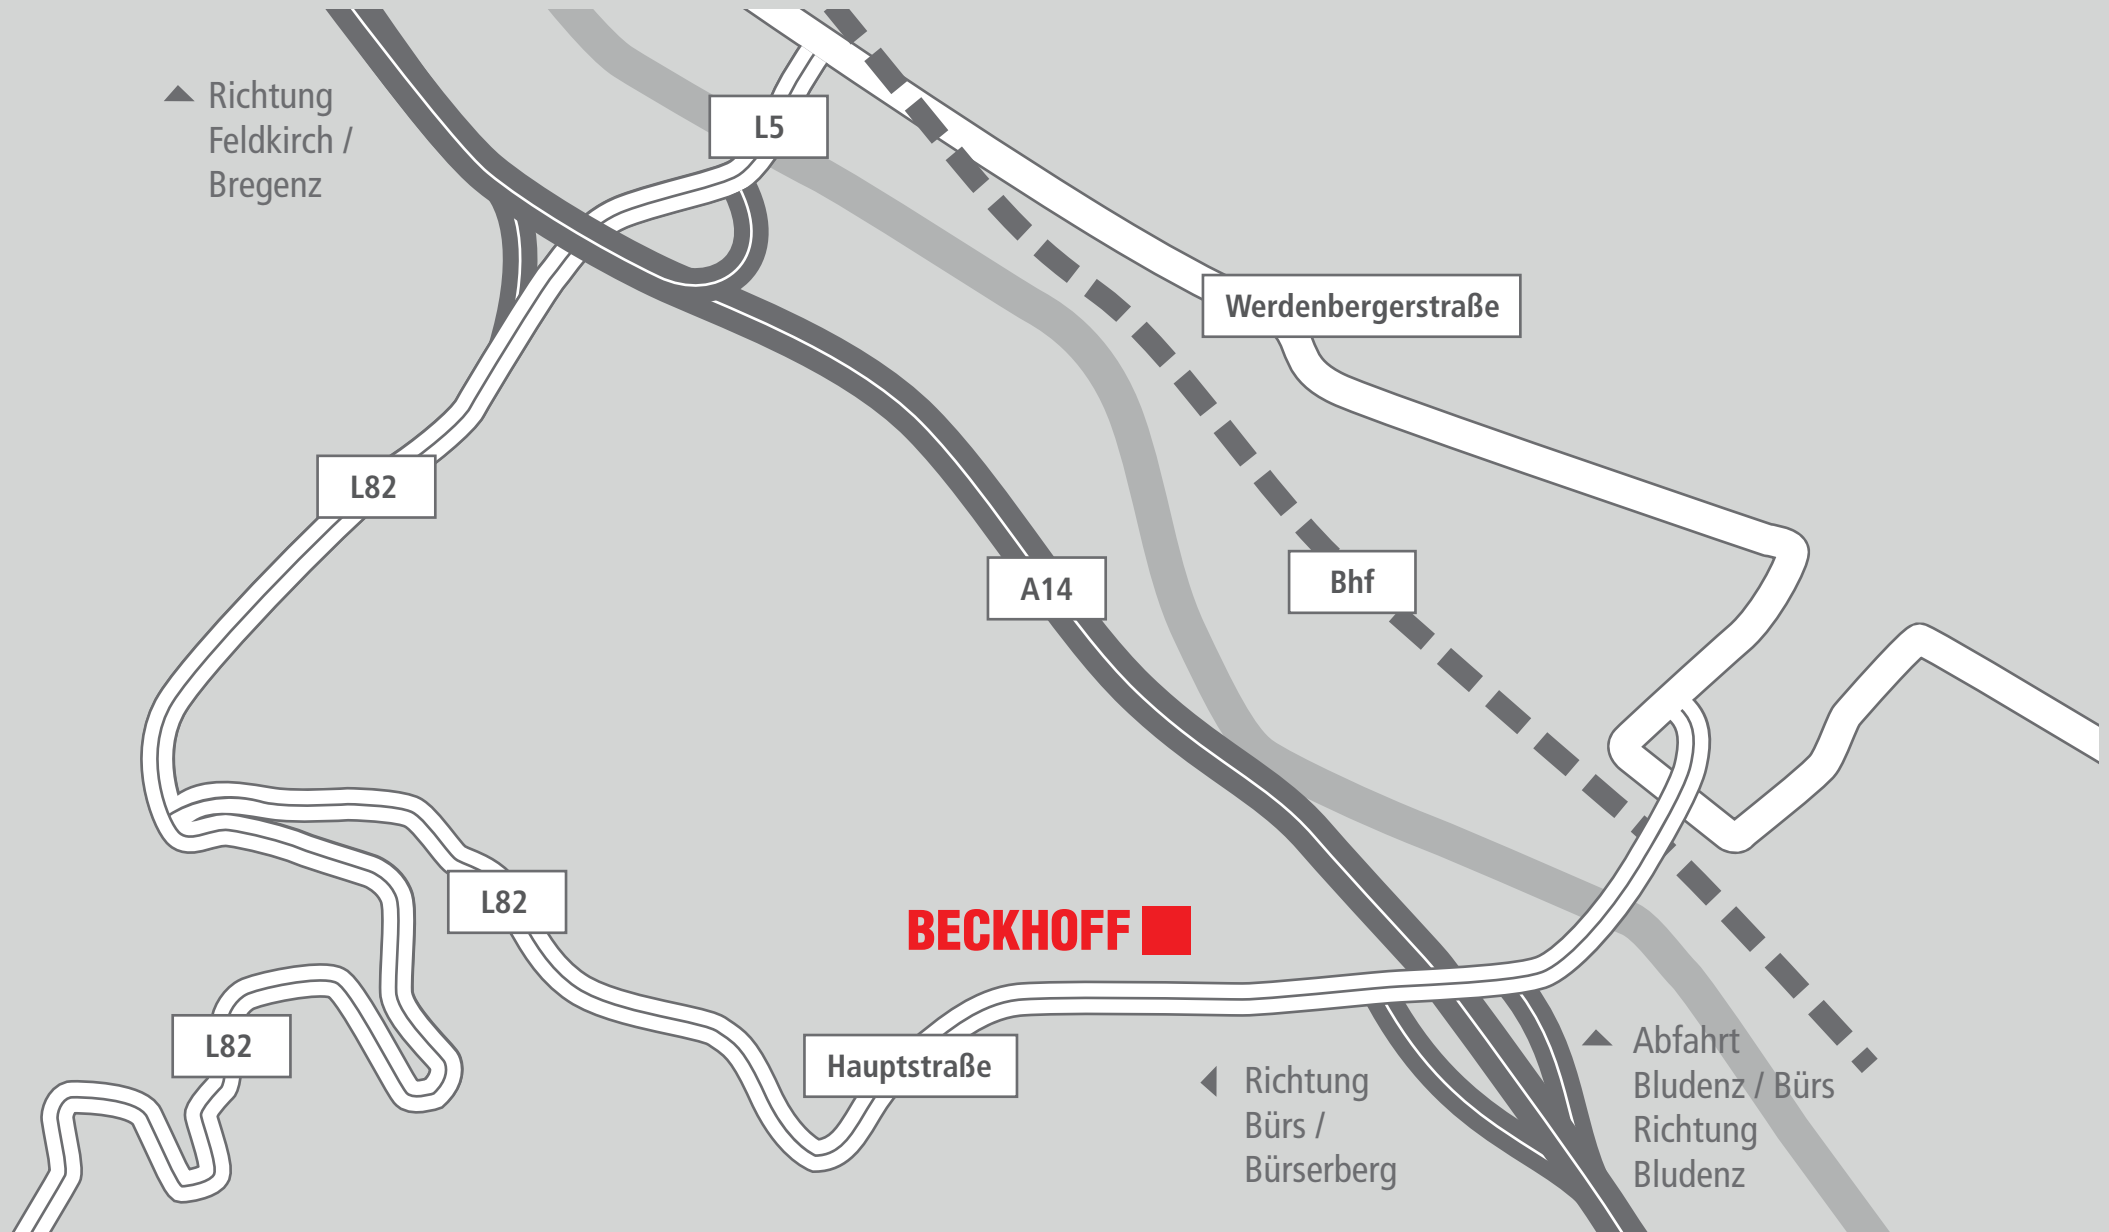 Richtung
Feldkirch /
Bregenz
L5
Werdenbergerstraße
L82
A14
Bhf
L82
BECKHOFF
L82
Hauptstraße
Richtung
Bürs /
Bürserberg
Abfahrt
Bludenz / Bürs
Richtung
Bludenz